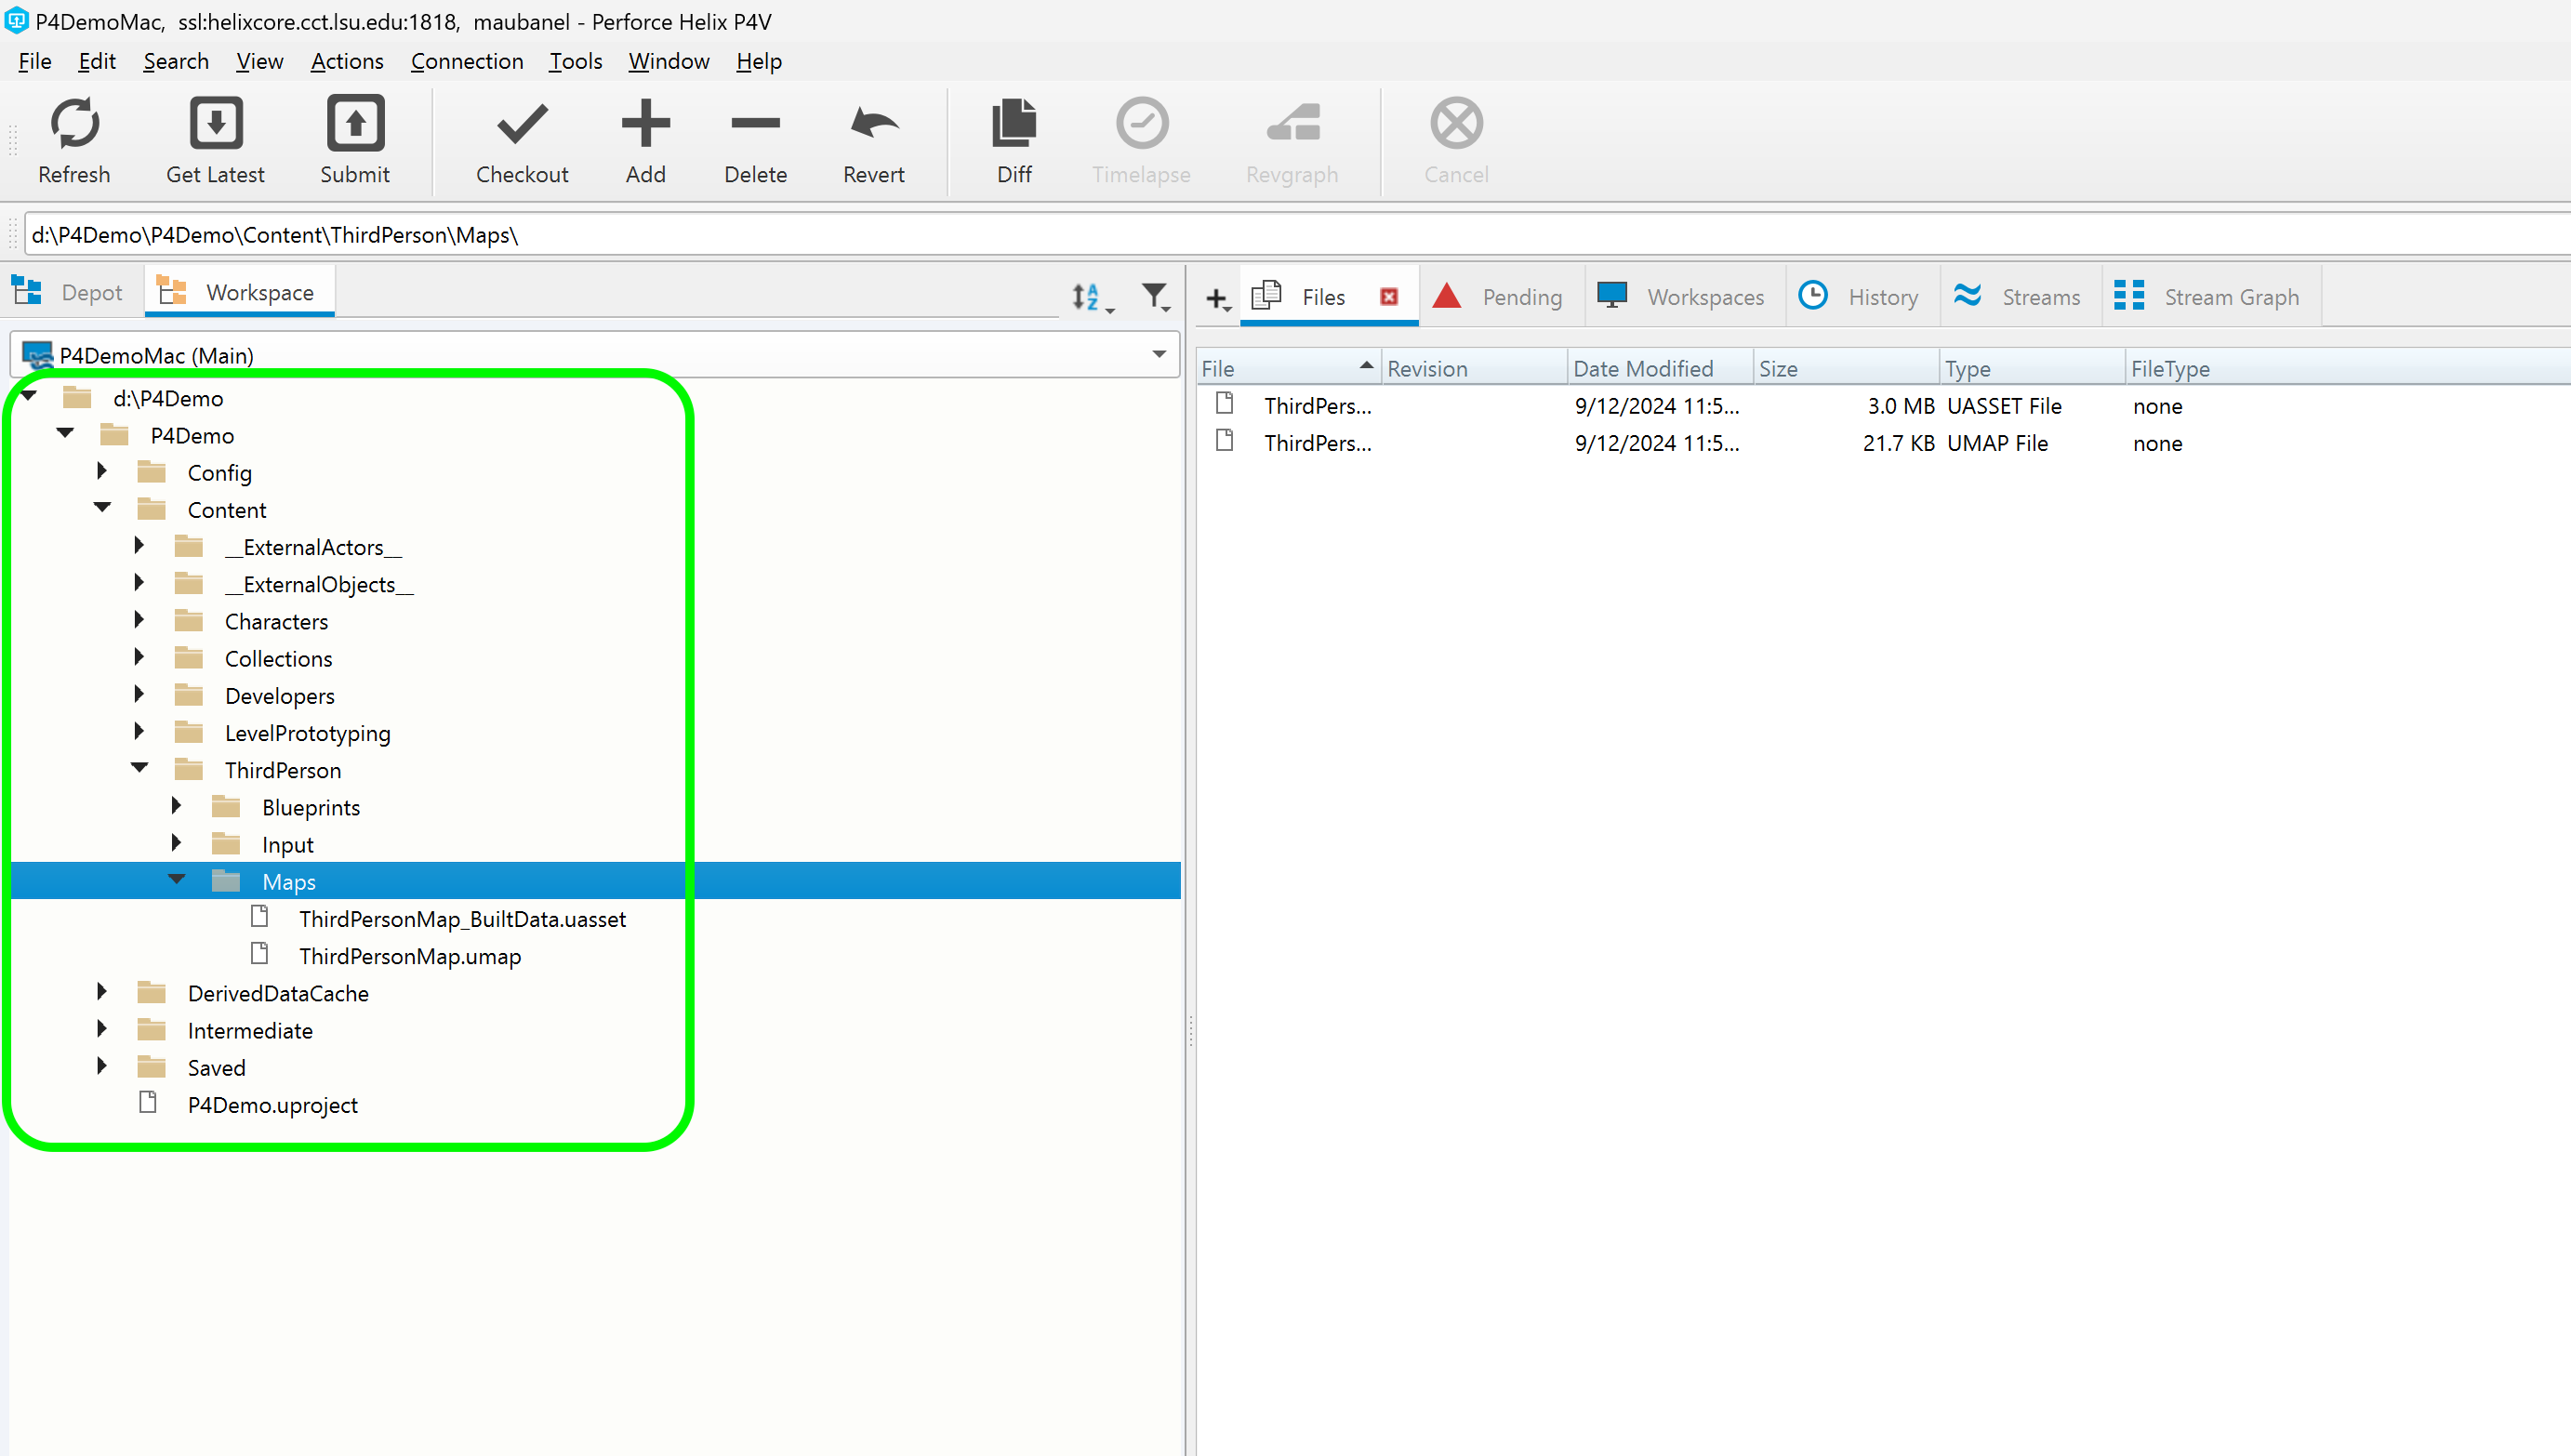 P4DemoMac, ssl:helixcore.cct.lsu.edu:1818, maubanel - Perforce Helix P4V
File Edit Search View Actions Connection Tools Window Help
Refresh Get Latest Submit Checkout Add Delete Revert Diff Timelapse Revgraph Cancel
d:\P4Demo\P4Demo\Content\ThirdPerson\Maps\
Depot Workspace
P4DemoMac (Main)
d:\P4Demo
P4Demo
Config
Content
__ExternalActors__
__ExternalObjects__
Characters
Collections
Developers
LevelPrototyping
ThirdPerson
Blueprints
Input
Maps
ThirdPersonMap_BuiltData.uasset
ThirdPersonMap.umap
DerivedDataCache
Intermediate
Saved
P4Demo.uproject
Files Pending Workspaces History Streams Stream Graph
File Revision Date Modified Size Type FileType
ThirdPers... 9/12/2024 11:5... 3.0 MB UASSET File none
ThirdPers... 9/12/2024 11:5... 21.7 KB UMAP File none